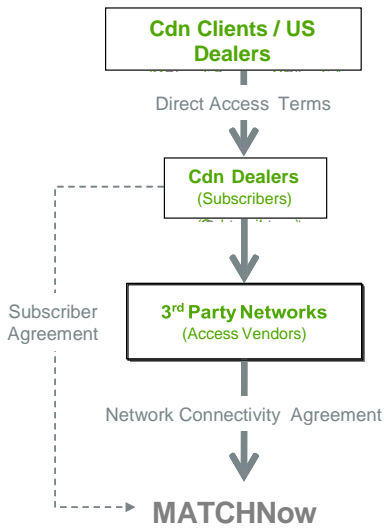 Cdn Clients / US
Dealers
Direct Access Terms
Cdn Dealers
(Subscribers)
Subscriber
Agreement
3rd Party Networks
(Access Vendors)
Network Connectivity Agreement
MATCHNow